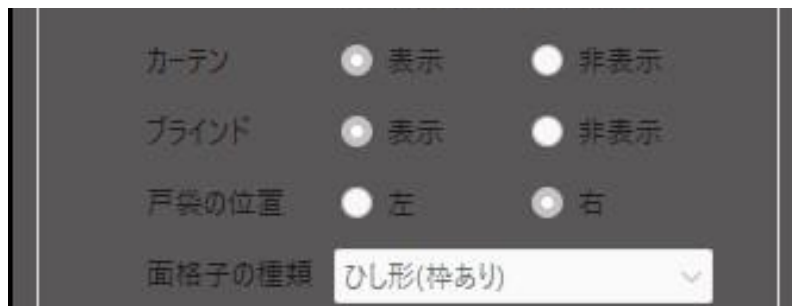 カーテン 表示 非表示
ブラインド 表示 非表示
戸袋の位置 左 右
面格子の種類 ひし形(枠あり)